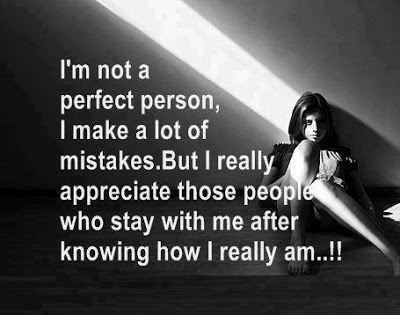 I'm not a
perfect person,
I make a lot of
mistakes.But I really
appreciate those people
who stay with me after
knowing how I really am..!!